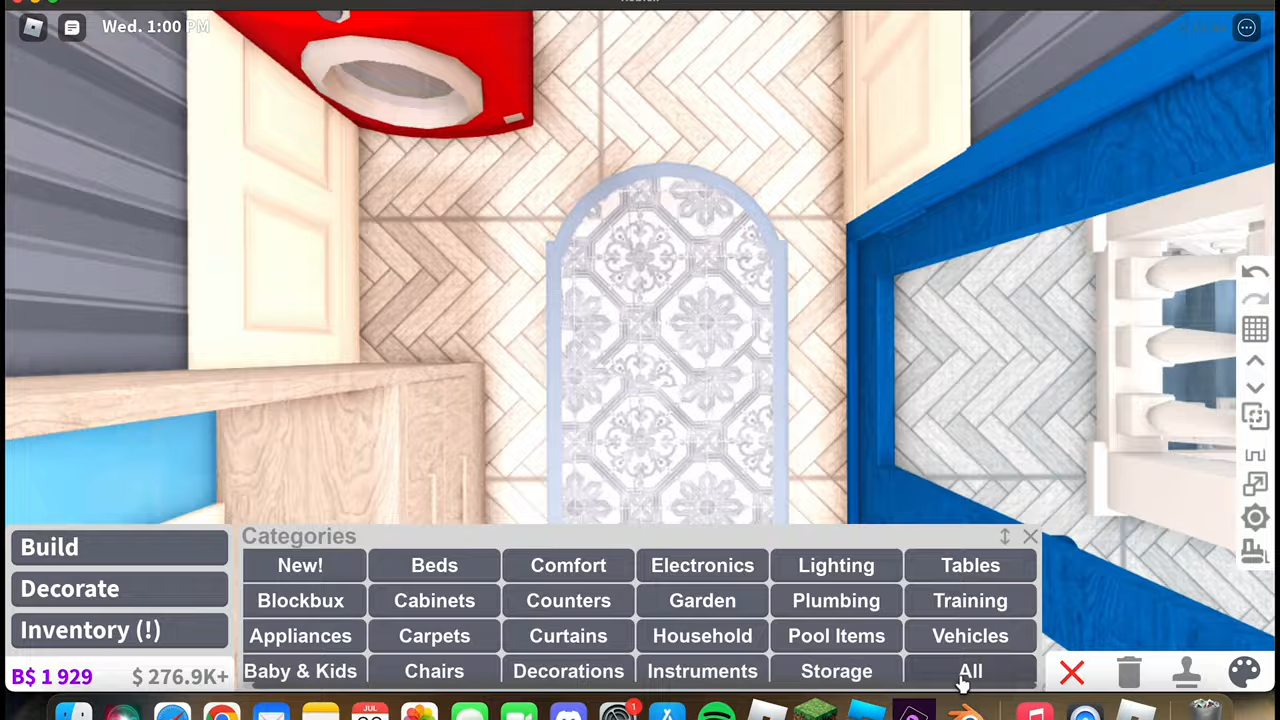 Wed. 1:00 PM
Build
Decorate
Inventory (!)
B$ 1 929 $ 276.9K+
Categories
New! Beds Comfort Electronics Lighting Tables
Blockbux Cabinets Counters Garden Plumbing Training
Appliances Carpets Curtains Household Pool Items Vehicles
Baby & Kids Chairs Decorations Instruments Storage All
JUL
1